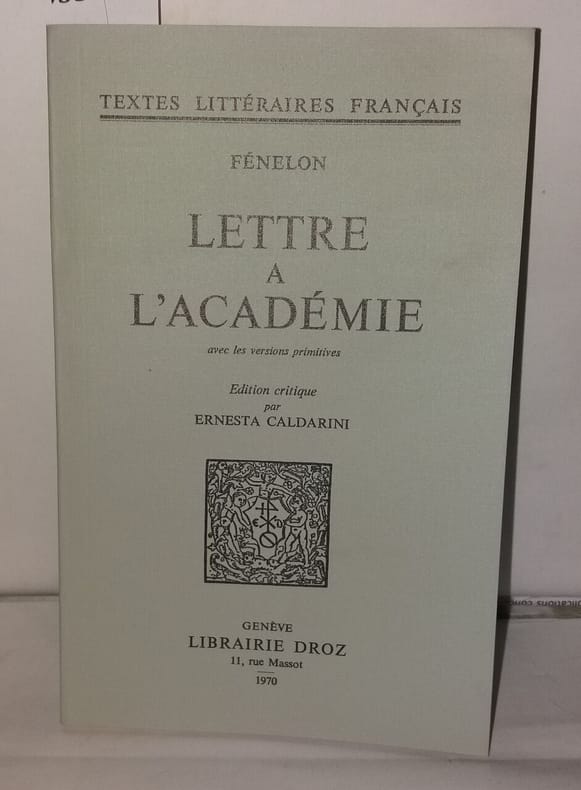 TEXTES LITTÉRAIRES FRANÇAIS
FÉNELON
LETTRE
A
L'ACADÉMIE
avec les versions primitives
Edition critique
par
ERNESTA CALDARINI
GENÈVE
LIBRAIRIE DROZ
11, rue Massot
1970